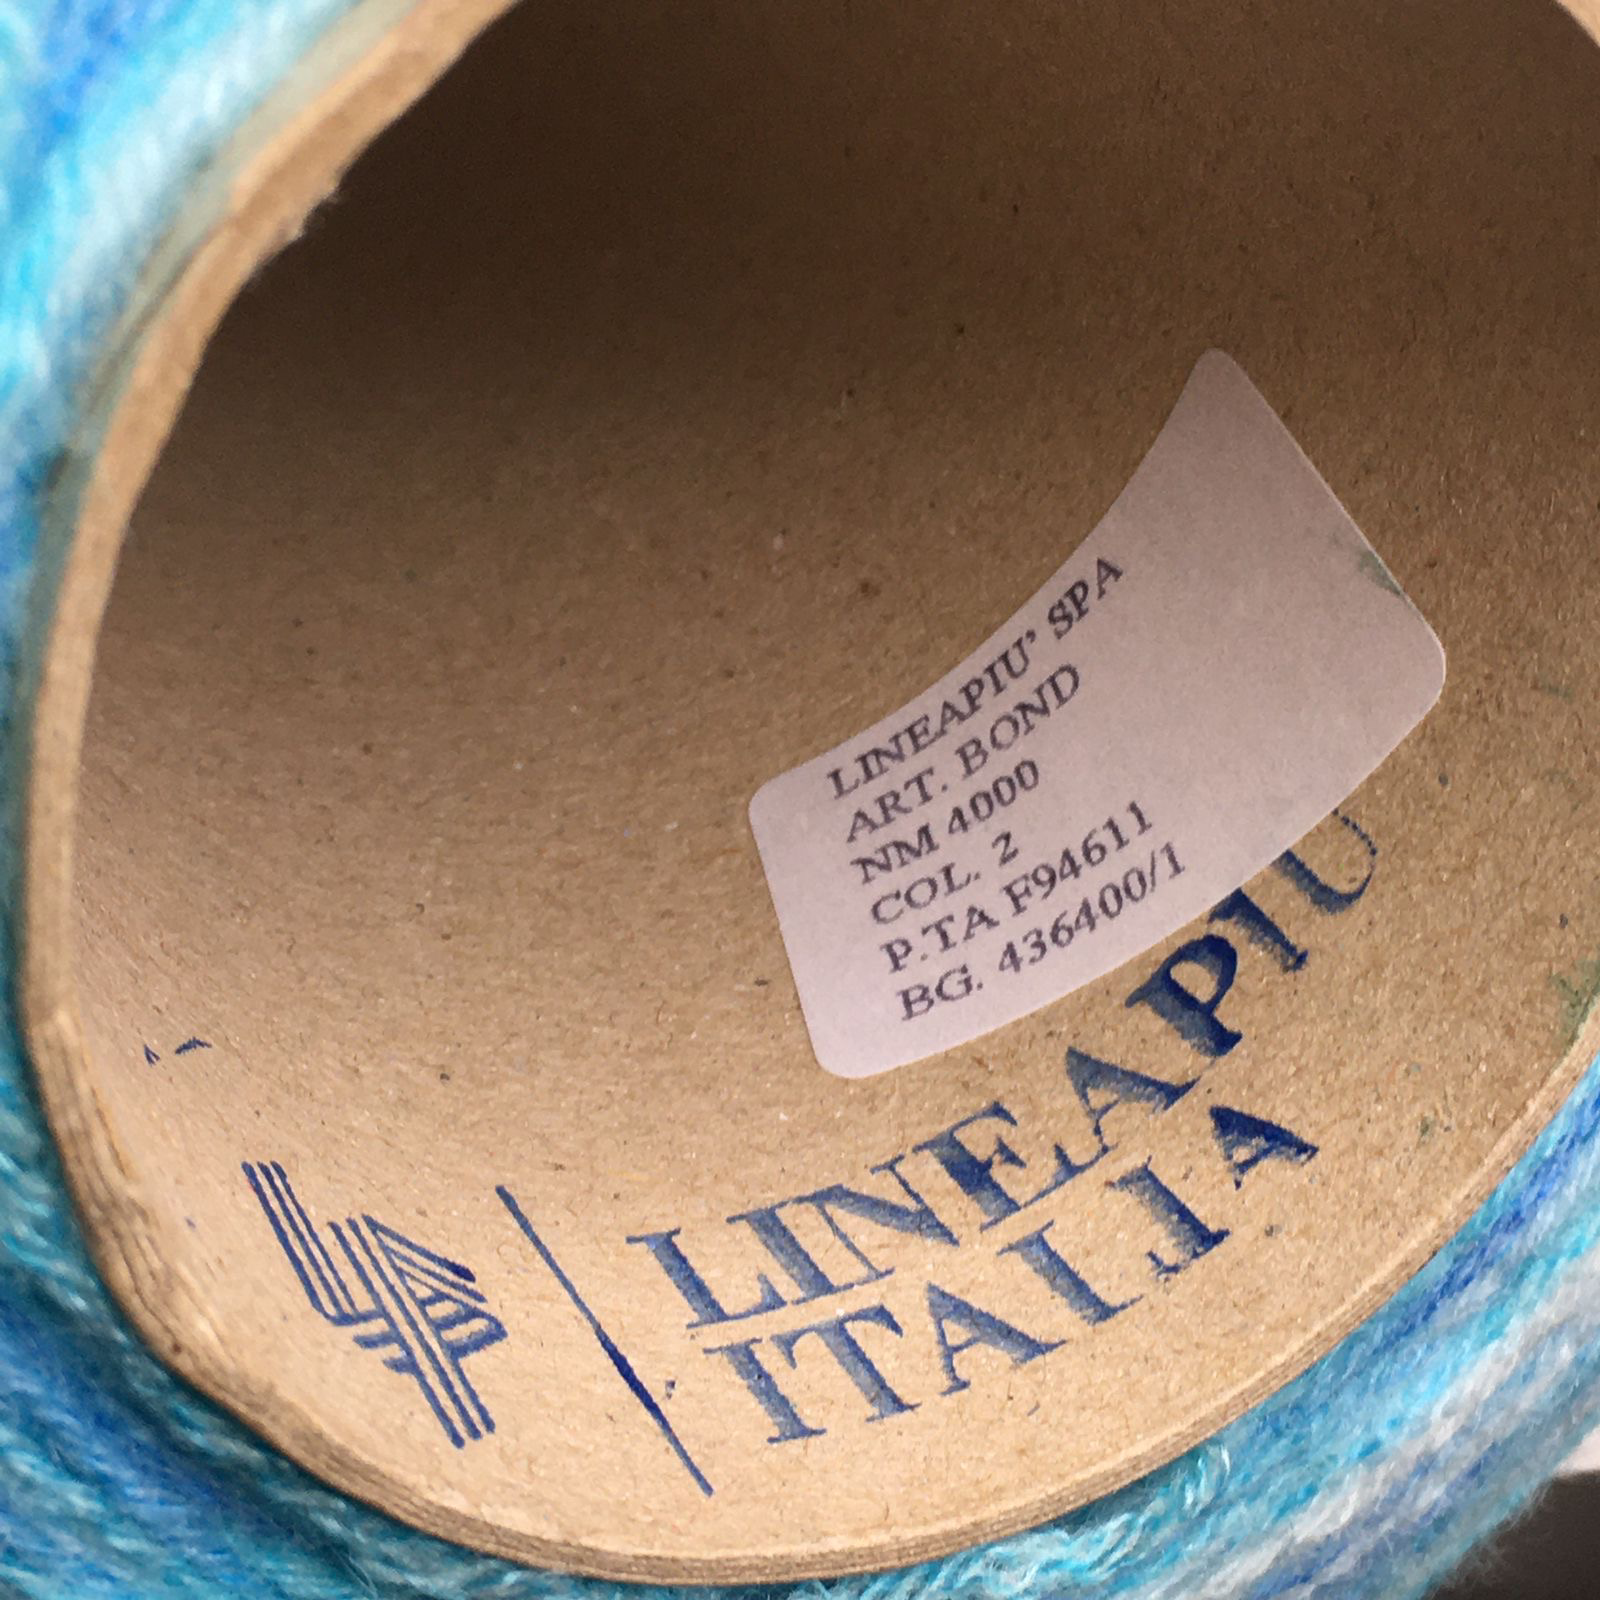 LINEAPIU' SPA
ART. BOND
NM 4000
COL. 2
P.TA F94611
BG. 436400/1
LINEAPIU
ITALIA